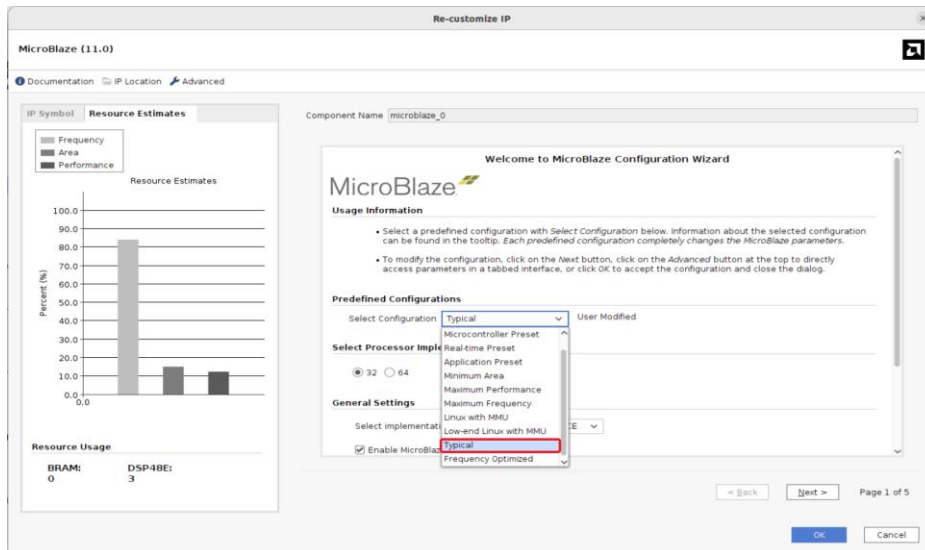 Re-customize IP
MicroBlaze (11.0)
Documentation IP Location Advanced
IP Symbol Resource Estimates
Frequency
Area
Performance
Resource Estimates
Percent (%)
100.0
90.0
80.0
70.0
60.0
50.0
40.0
30.0
20.0
10.0
0.0
0.0
Resource Usage
BRAM: DSP48E:
0 3
Component Name microblaze_0
Welcome to MicroBlaze Configuration Wizard
MicroBlaze
Usage Information
• Select a predefined configuration with Select Configuration below. Information about the selected configuration
can be found in the tooltip. Each predefined configuration completely changes the MicroBlaze parameters.
• To modify the configuration, click on the Next button, click on the Advanced button at the top to directly
access parameters in a tabbed interface, or click OK to accept the configuration and close the dialog.
Predefined Configurations
Select Configuration Typical User Modified
Microcontroller Preset
Select Processor Imple Real-time Preset
Application Preset
32 64 Minimum Area
Maximum Performance
General Settings Maximum Frequency
Linux with MMU
Select implementati Low-end Linux with MMU CE
Enable MicroBlaz Typical
Frequency Optimized
< Back Next > Page 1 of 5
OK Cancel